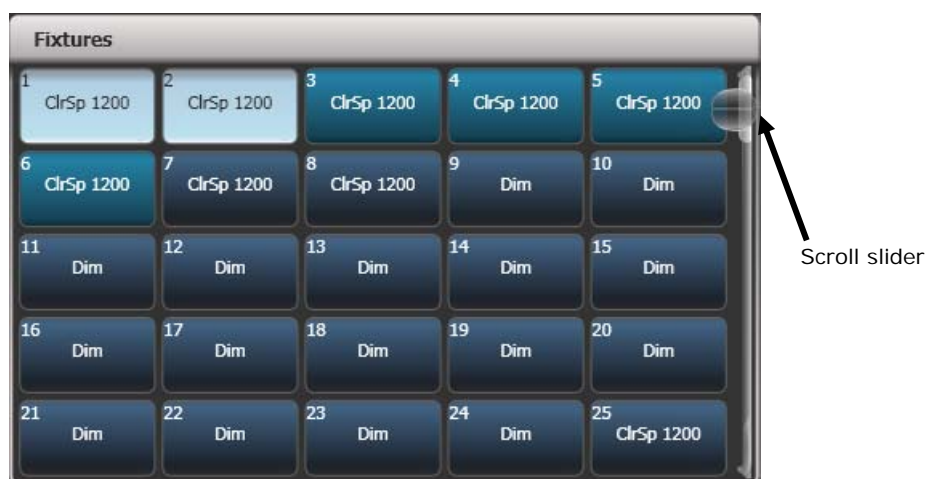 Fixtures
1 2 3 4 5
ClrSp 1200 ClrSp 1200 ClrSp 1200 ClrSp 1200 ClrSp 1200
6 7 8 9 10
ClrSp 1200 ClrSp 1200 ClrSp 1200 Dim Dim
11 12 13 14 15
Dim Dim Dim Dim Dim
Scroll slider
16 17 18 19 20
Dim Dim Dim Dim Dim
21 22 23 24 25
Dim Dim Dim Dim ClrSp 1200